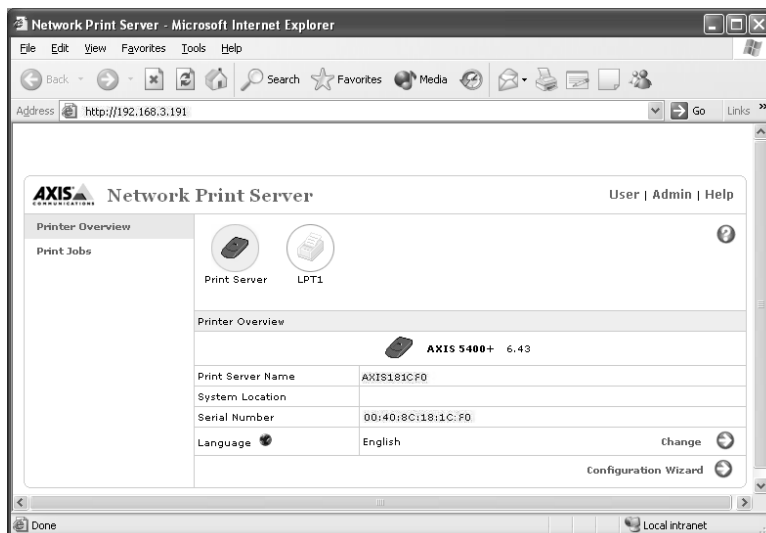 Network Print Server - Microsoft Internet Explorer
File Edit View Favorites Tools Help
Back Search Favorites Media
Address http://192.168.3.191 Go Links »
AXIS COMMUNICATIONS Network Print Server User | Admin | Help
Printer Overview
Print Jobs
Print Server LPT1
Printer Overview
AXIS 5400+ 6.43
Print Server Name AXIS181CF0
System Location
Serial Number 00:40:8C:18:1C:F0
Language English Change
Configuration Wizard
Done Local intranet